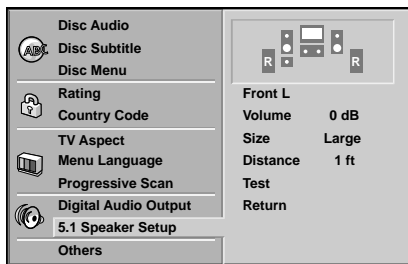 Disc Audio
ABC
Disc Subtitle
Disc Menu
Rating
Country Code
TV Aspect
Menu Language
Progressive Scan
Digital Audio Output
5.1 Speaker Setup
Others
R R
Front L
Volume 0 dB
Size Large
Distance 1 ft
Test
Return